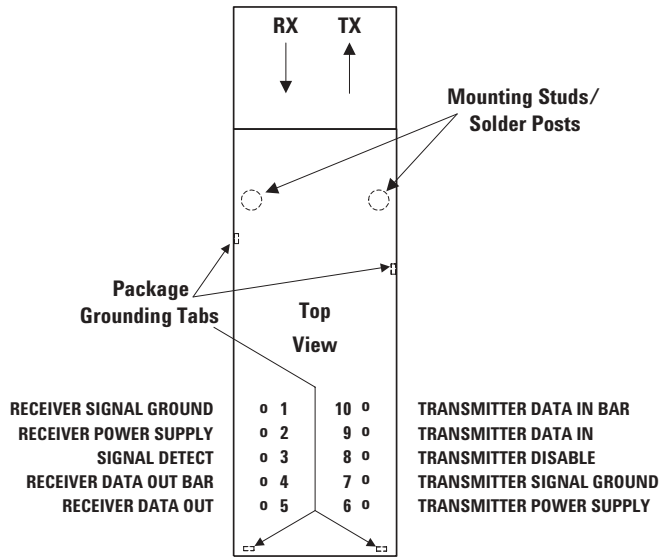 RX TX
Mounting Studs/
Solder Posts
Package
Grounding Tabs
Top
View
RECEIVER SIGNAL GROUND o 1 10 o TRANSMITTER DATA IN BAR
RECEIVER POWER SUPPLY o 2 9 o TRANSMITTER DATA IN
SIGNAL DETECT o 3 8 o TRANSMITTER DISABLE
RECEIVER DATA OUT BAR o 4 7 o TRANSMITTER SIGNAL GROUND
RECEIVER DATA OUT o 5 6 o TRANSMITTER POWER SUPPLY